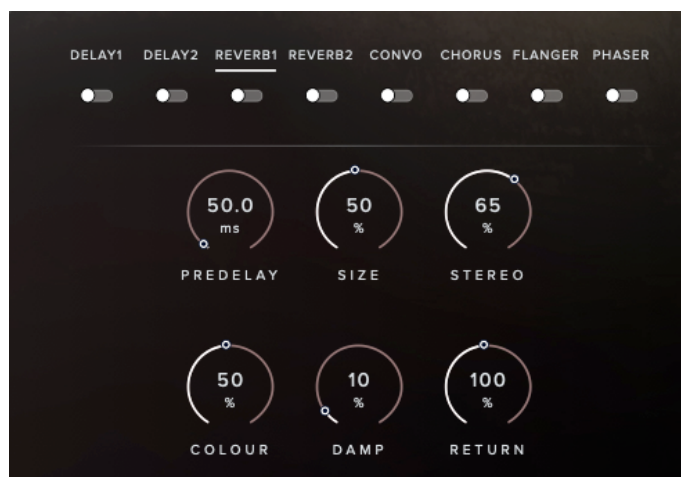 DELAY1 DELAY2 REVERB1 REVERB2 CONVO CHORUS FLANGER PHASER
50.0 50 65
ms % %
PREDELAY SIZE STEREO
50 10 100
% % %
COLOUR DAMP RETURN